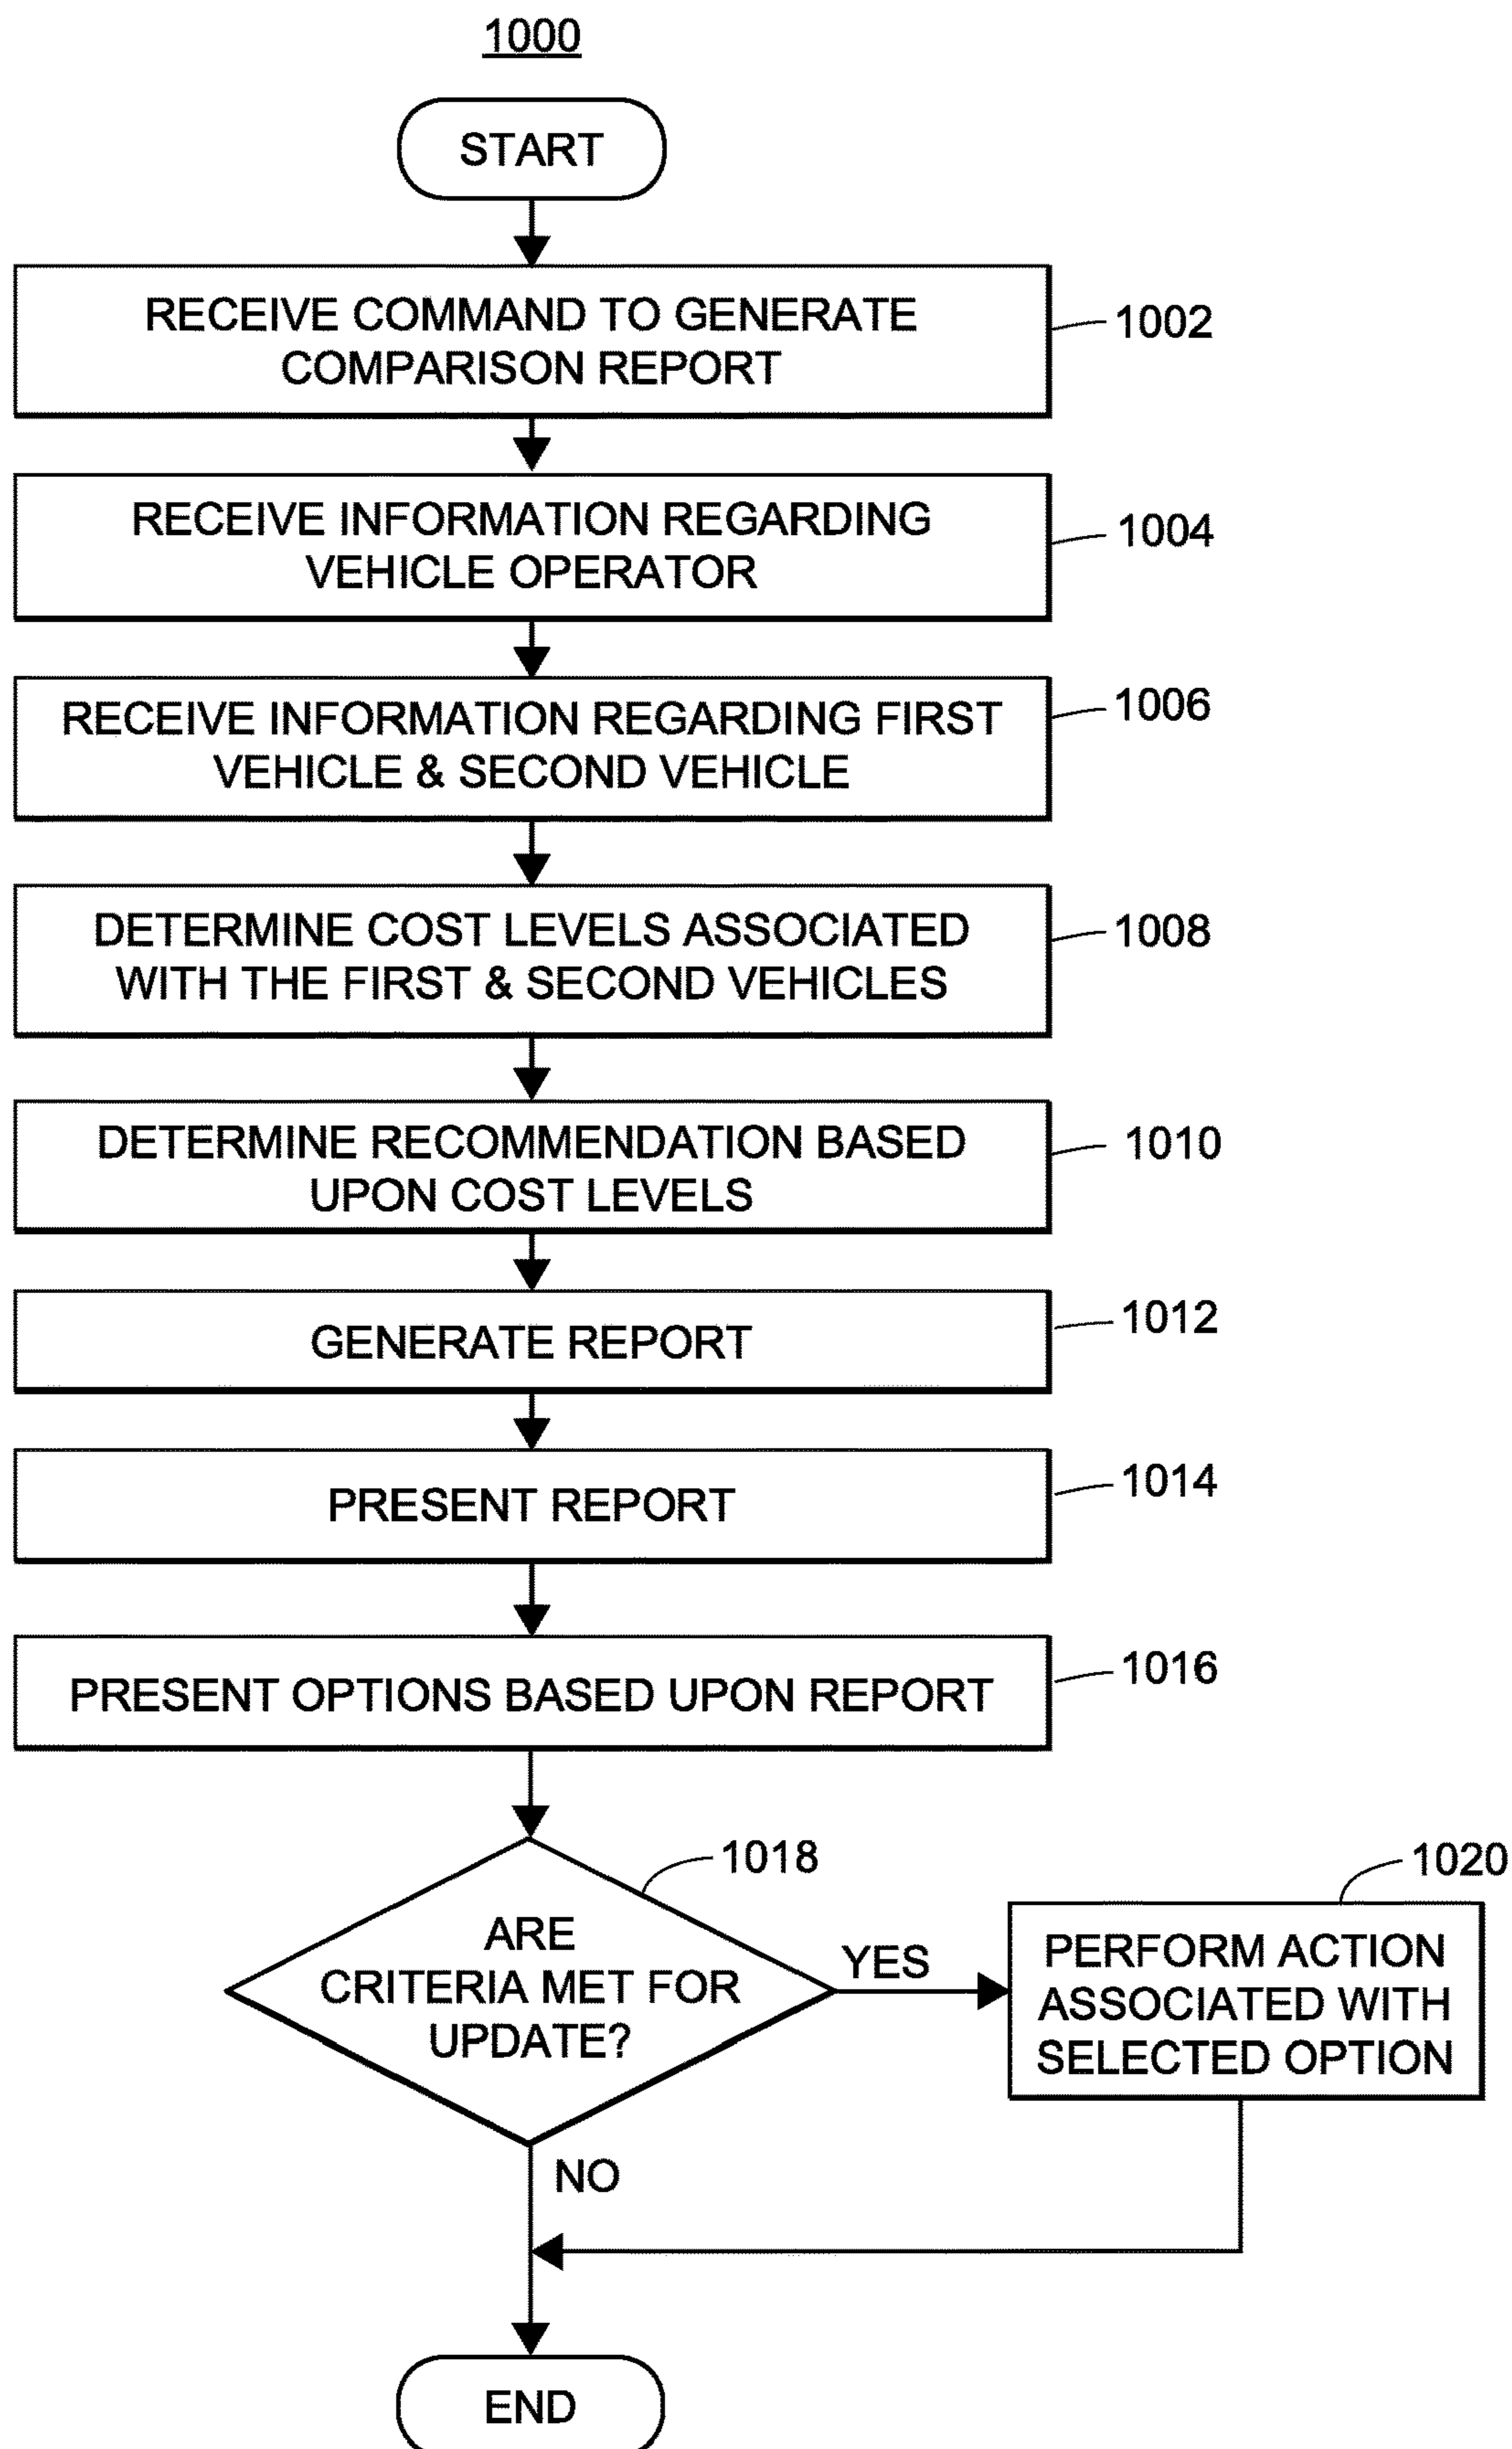 1000
START
RECEIVE COMMAND TO GENERATE
COMPARISON REPORT
1002
RECEIVE INFORMATION REGARDING
VEHICLE OPERATOR
1004
RECEIVE INFORMATION REGARDING FIRST
VEHICLE & SECOND VEHICLE
1006
DETERMINE COST LEVELS ASSOCIATED
WITH THE FIRST & SECOND VEHICLES
1008
DETERMINE RECOMMENDATION BASED
UPON COST LEVELS
1010
GENERATE REPORT
1012
PRESENT REPORT
1014
PRESENT OPTIONS BASED UPON REPORT
1016
ARE
CRITERIA MET FOR
UPDATE?
1018
YES
PERFORM ACTION
ASSOCIATED WITH
SELECTED OPTION
1020
NO
END